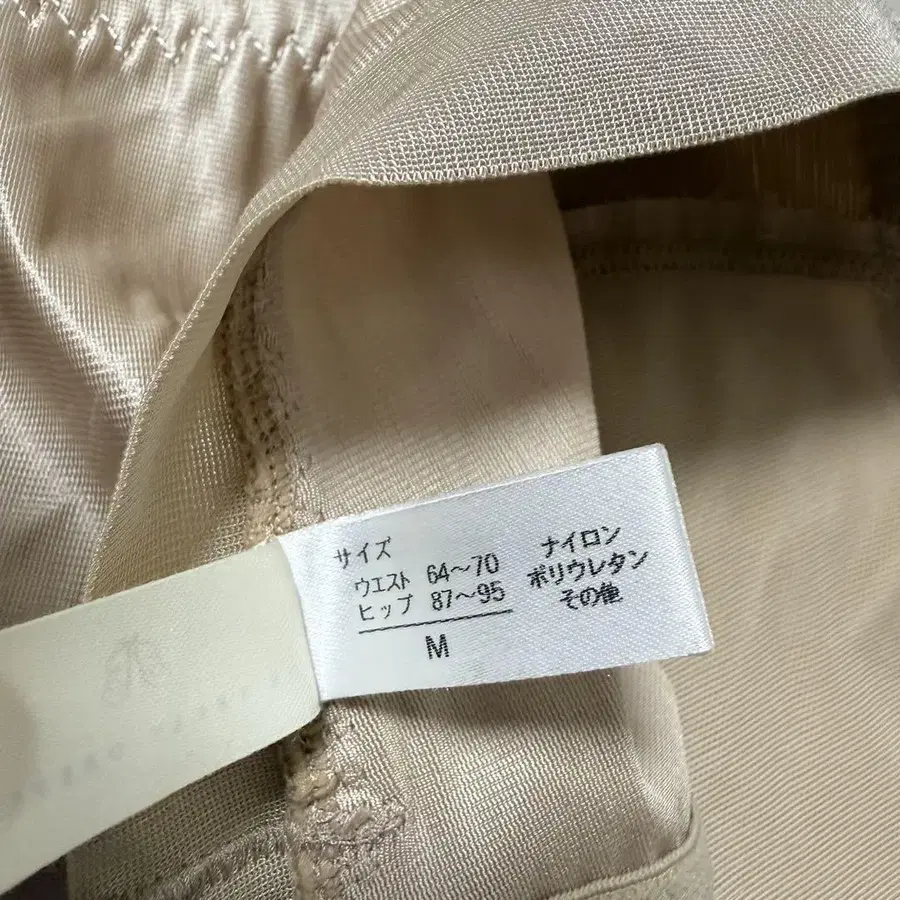 サイズ
ウエスト 64～70
ヒップ 87～95
M
ナイロン
ポリウレタン
その他